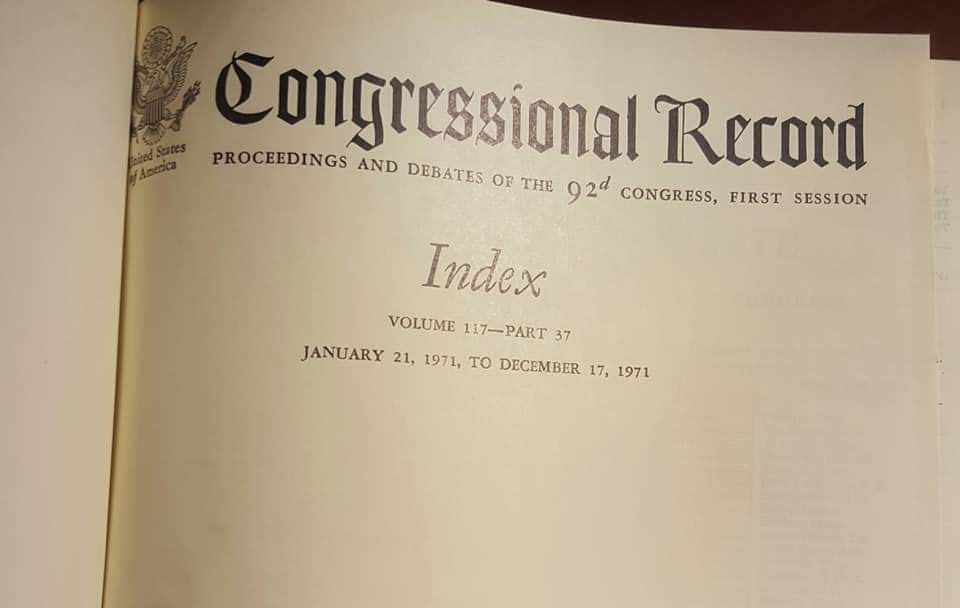 Congressional Record
United States
of America
PROCEEDINGS AND DEBATES OF THE 92d CONGRESS, FIRST SESSION
Index
VOLUME 117—PART 37
JANUARY 21, 1971, TO DECEMBER 17, 1971